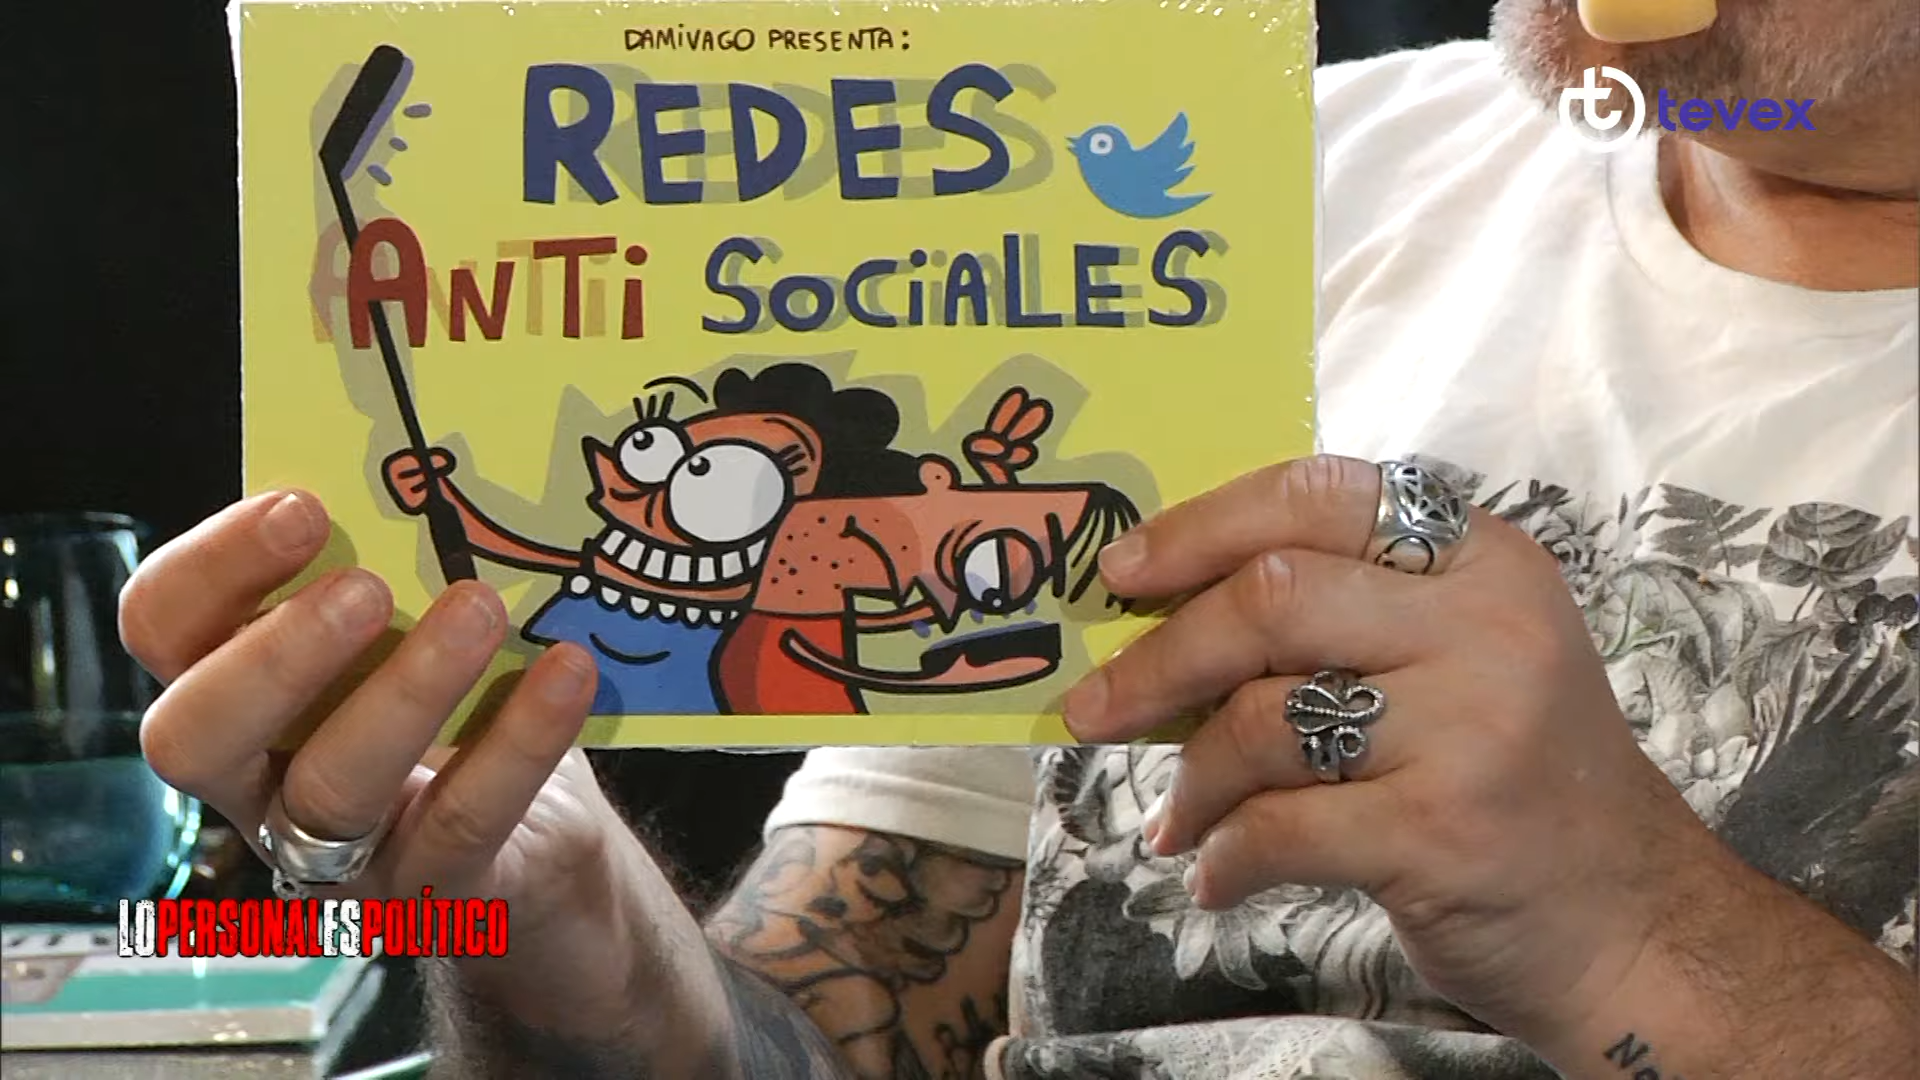 DAMIVAGO PRESENTA:
REDES
ANTi SOCiALES
tevex
LOPERSONALESPOLÍTICO